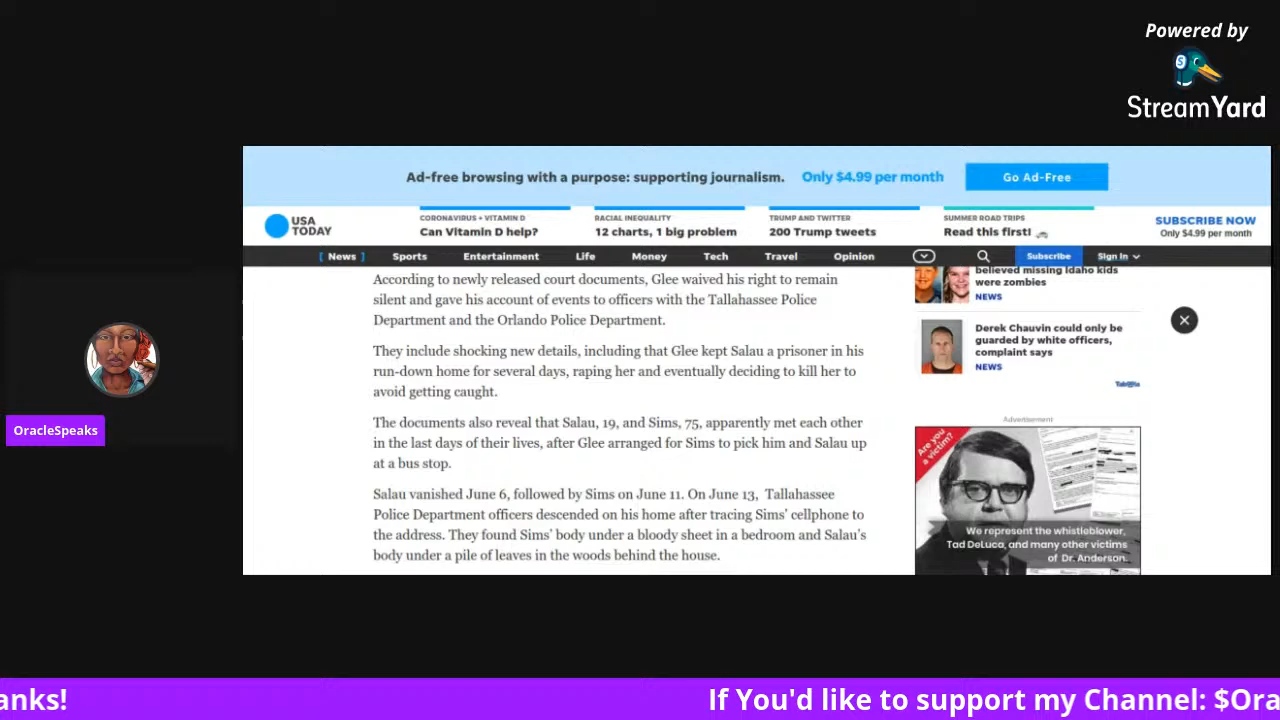 Powered by
StreamYard
Ad-free browsing with a purpose: supporting journalism. Only $4.99 per month Go Ad-Free
USA
TODAY
CORONAVIRUS + VITAMIN D
Can Vitamin D help?
RACIAL INEQUALITY
12 charts, 1 big problem
TRUMP AND TWITTER
200 Trump tweets
SUMMER ROAD TRIPS
Read this first!
SUBSCRIBE NOW
Only $4.99 per month
[ News ] Sports Entertainment Life Money Tech Travel Opinion Subscribe Sign In
According to newly released court documents, Glee waived his right to remain
silent and gave his account of events to officers with the Tallahassee Police
Department and the Orlando Police Department.
They include shocking new details, including that Glee kept Salau a prisoner in his
run-down home for several days, raping her and eventually deciding to kill her to
avoid getting caught.
The documents also reveal that Salau, 19, and Sims, 75, apparently met each other
in the last days of their lives, after Glee arranged for Sims to pick him and Salau up
at a bus stop.
Salau vanished June 6, followed by Sims on June 11. On June 13, Tallahassee
Police Department officers descended on his home after tracing Sims' cellphone to
the address. They found Sims' body under a bloody sheet in a bedroom and Salau's
body under a pile of leaves in the woods behind the house.
believed missing Idaho kids
were zombies
NEWS
Derek Chauvin could only be
guarded by white officers,
complaint says
NEWS
Advertisement
Are you
a victim?
We represent the whistleblower,
Tad DeLuca, and many other victims
of Dr. Anderson.
OracleSpeaks
anks! If You'd like to support my Channel: $Ora